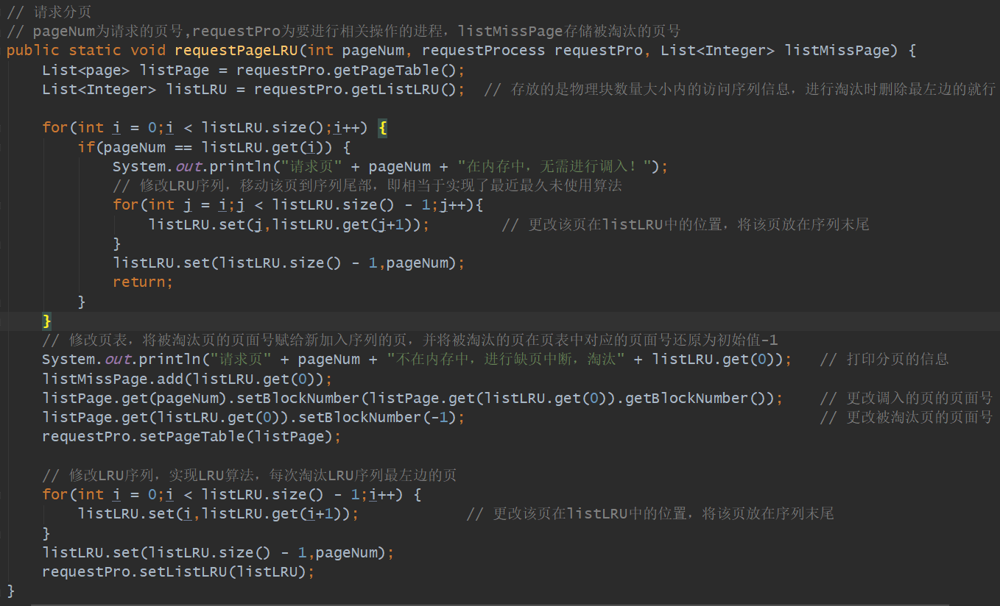 // 请求分页
// pageNum为请求的页号,requestPro为要进行相关操作的进程，listMissPage存储被淘汰的页号
public static void requestPageLRU(int pageNum, requestProcess requestPro, List<Integer> listMissPage) {
    List<page> listPage = requestPro.getPageTable();
    List<Integer> listLRU = requestPro.getListLRU();  // 存放的是物理块数量大小内的访问序列信息，进行淘汰时删除最左边的就行
    for(int i = 0;i < listLRU.size();i++) {
        if(pageNum == listLRU.get(i)) {
            System.out.println("请求页" + pageNum + "在内存中，无需进行调入！");
            // 修改LRU序列，移动该页到序列尾部，即相当于实现了最近最久未使用算法
            for(int j = i;j < listLRU.size() - 1;j++){
                listLRU.set(j,listLRU.get(j+1));        // 更改该页在listLRU中的位置，将该页放在序列末尾
            }
            listLRU.set(listLRU.size() - 1,pageNum);
            return;
        }
    }
    // 修改页表，将被淘汰页的页面号赋给新加入序列的页，并将被淘汰的页在页表中对应的页面号还原为初始值-1
    System.out.println("请求页" + pageNum + "不在内存中，进行缺页中断，淘汰" + listLRU.get(0));   // 打印分页的信息
    listMissPage.add(listLRU.get(0));
    listPage.get(pageNum).setBlockNumber(listPage.get(listLRU.get(0)).getBlockNumber());    // 更改调入的页的页面号
    listPage.get(listLRU.get(0)).setBlockNumber(-1);                                        // 更改被淘汰页的页面号
    requestPro.setPageTable(listPage);
    // 修改LRU序列，实现LRU算法，每次淘汰LRU序列最左边的页
    for(int i = 0;i < listLRU.size() - 1;i++) {
        listLRU.set(i,listLRU.get(i+1));            // 更改该页在listLRU中的位置，将该页放在序列末尾
    }
    listLRU.set(listLRU.size() - 1,pageNum);
    requestPro.setListLRU(listLRU);
}